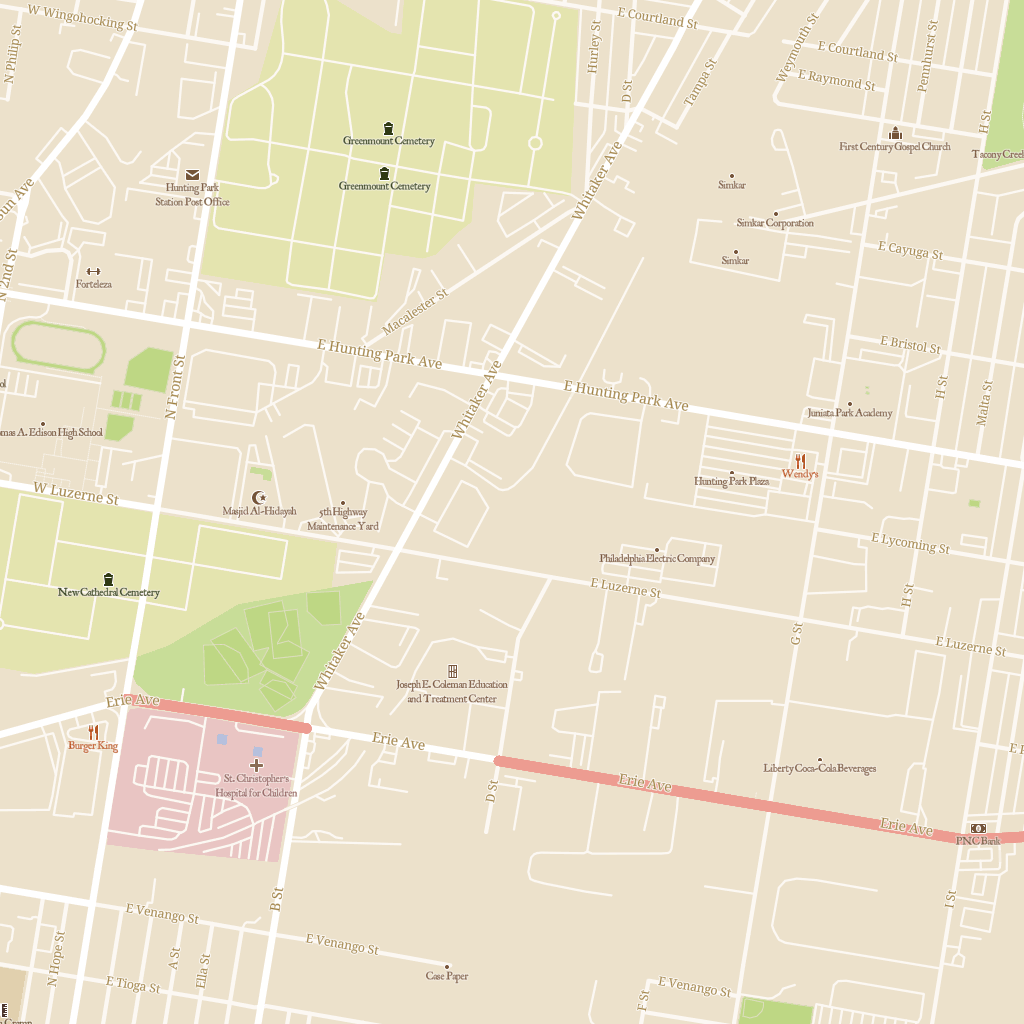 W Wingohocking St
N Philip St
Hurley St
E Courtland St
D St
Tampa St
Weymouth St
E Courtland St
E Raymond St
Pennhurst St
H St
Greenmount Cemetery
Greenmount Cemetery
First Century Gospel Church
Tacony Creek
Hunting Park
Station Post Office
Whitaker Ave
Simkar
Simkar Corporation
Simkar
E Cayuga St
Sun Ave
N 2nd St
Forteleza
Macalester St
E Hunting Park Ave
E Bristol St
N Front St
Whitaker Ave
E Hunting Park Ave
H St
Malta St
Juniata Park Academy
omas A. Edison High School
Hunting Park Plaza
Wendy's
W Luzerne St
Masjid Al-Hidayah
5th Highway
Maintenance Yard
E Lycoming St
Philadelphia Electric Company
New Cathedral Cemetery
E Luzerne St
H St
G St
E Luzerne St
Whitaker Ave
Joseph E. Coleman Education
and Treatment Center
Erie Ave
Burger King
Erie Ave
St. Christopher's
Hospital for Children
D St
Erie Ave
Liberty Coca-Cola Beverages
Erie Ave
PNC Bank
B St
I St
E Venango St
E Venango St
N Hope St
A St
Ella St
Case Paper
E Tioga St
F St
E Venango St